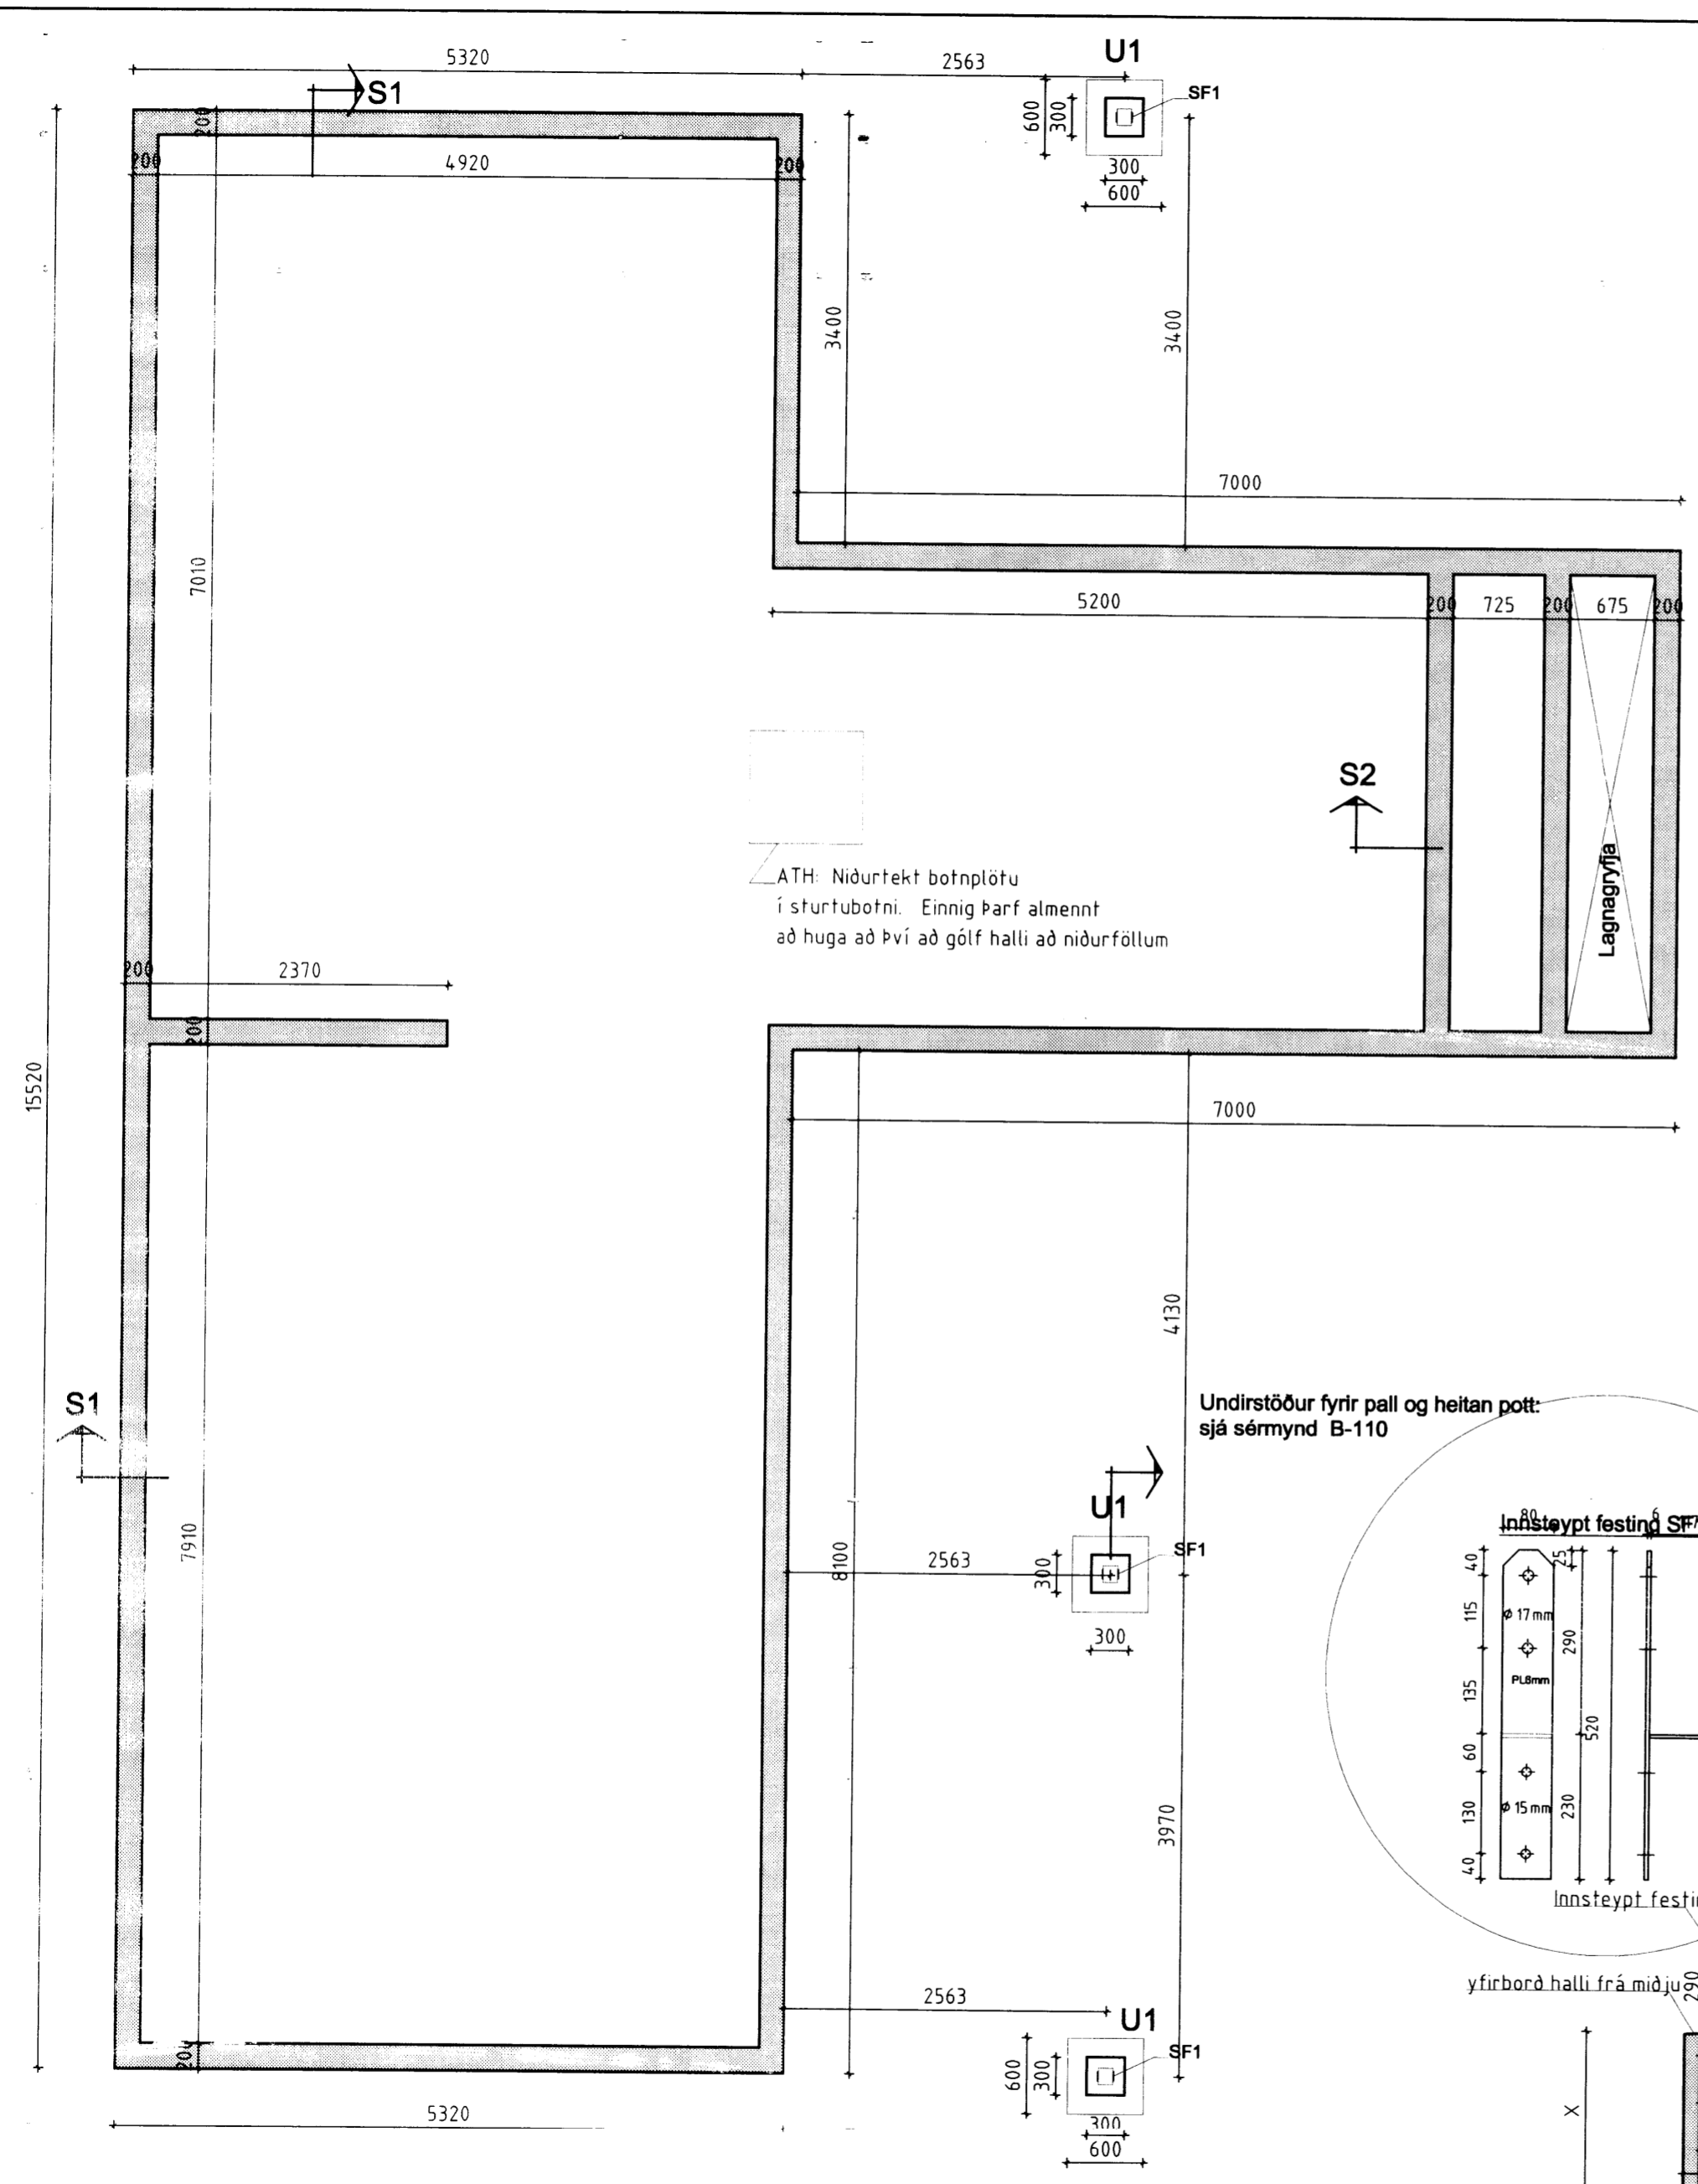 5320
2563
U1
S1
SF1
200
600
300
200
4920
200
300
600
3400
3400
7000
7010
5200
200
725
200
675
200
S2
Lagnagryfja
ATH: Niðurtekt botnplötu
í sturtubotni. Einnig þarf almennt
að huga að því að gólf halli að niðurföllum
200
2370
200
15520
7000
4130
Undirstöður fyrir pall og heitan pott:
sjá sérmynd B-110
S1
U1
SF1
7910
8100
2563
300
300
3970
Innsteypt festing
80
6
40
25
115
Ø 17 mm
290
135
520
60
130
Ø 15 mm
230
40
Innsteypt
yfirborð halli frá miðju
290
2563
U1
SF1
600
300
200
300
600
5320
X